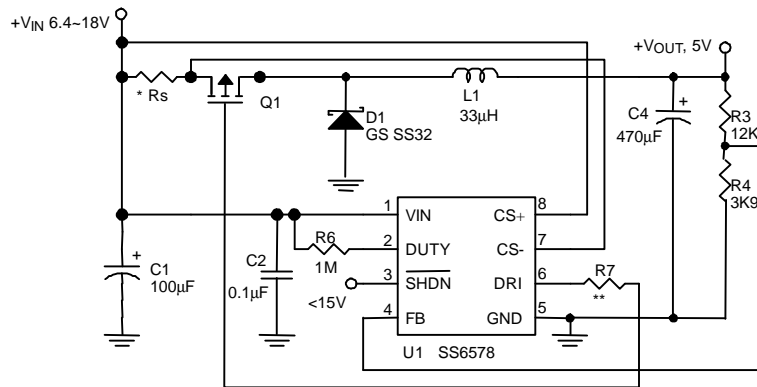 +VIN 6.4~18V
+VOUT, 5V
* Rs
Q1
L1
33μH
D1
GS SS32
C4
470μF
+
R3
12K
R4
3K9
1
VIN
CS+
8
2
DUTY
CS-
7
3
SHDN
DRI
6
4
FB
GND
5
R6
1M
R7
**
+
C1
100μF
C2
0.1μF
<15V
U1 SS6578